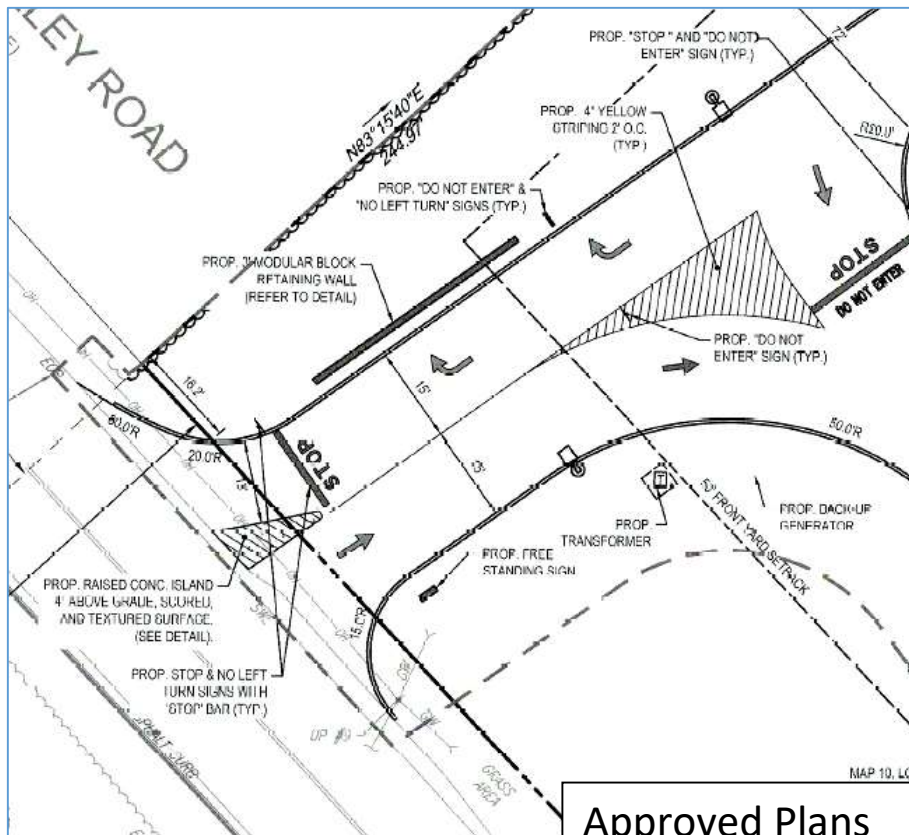 LEY ROAD
N83°15'40"E
244.97'
PROP. "STOP " AND "DO NOT
ENTER" SIGN (TYP.)
72'
PROP. 4" YELLOW
STRIPING 2' O.C.
(TYP.)
R20.0'
PROP. "DO NOT ENTER" &
"NO LEFT TURN" SIGNS (TYP.)
PROP. 3' MODULAR BLOCK
RETAINING WALL
(REFER TO DETAIL)
STOP
DO NOT ENTER
PROP. "DO NOT
ENTER" SIGN (TYP.)
16.2'
15'
20.0'R
STOP
50.0'R
PROP.
TRANSFORMER
T
PROP. BACK-UP
GENERATOR
50' FRONT YARD SETBACK
PROP. FREE
STANDING SIGN
PROP. RAISED CONC. ISLAND
4" ABOVE GRADE, SCORED,
AND TEXTURED SURFACE.
(SEE DETAIL).
15.0'R
PROP. STOP & NO LEFT
TURN SIGNS WITH
'STOP' BAR (TYP.)
GRASS
AREA
MAP 10, LO
Approved Plans